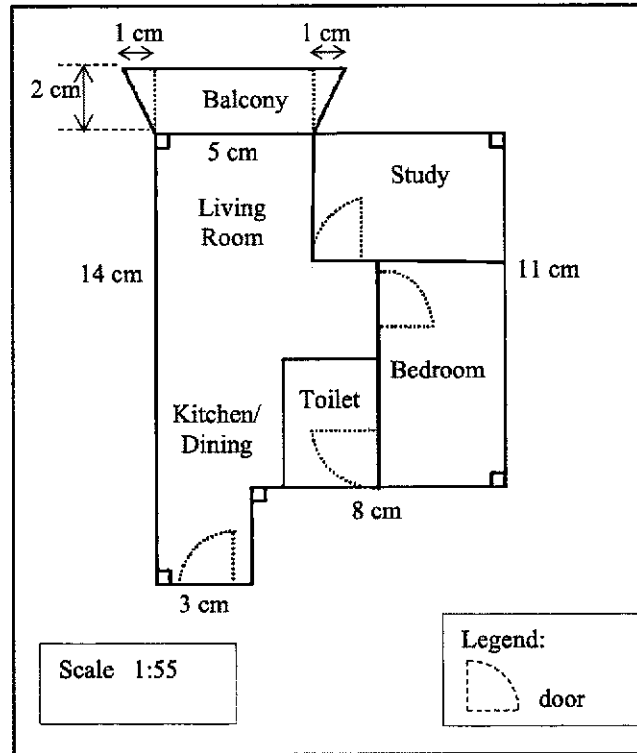 1 cm
1 cm
2 cm
Balcony
5 cm
Study
Living
Room
14 cm
11 cm
Bedroom
Toilet
Kitchen/
Dining
8 cm
3 cm
Scale 1:55
Legend:
door